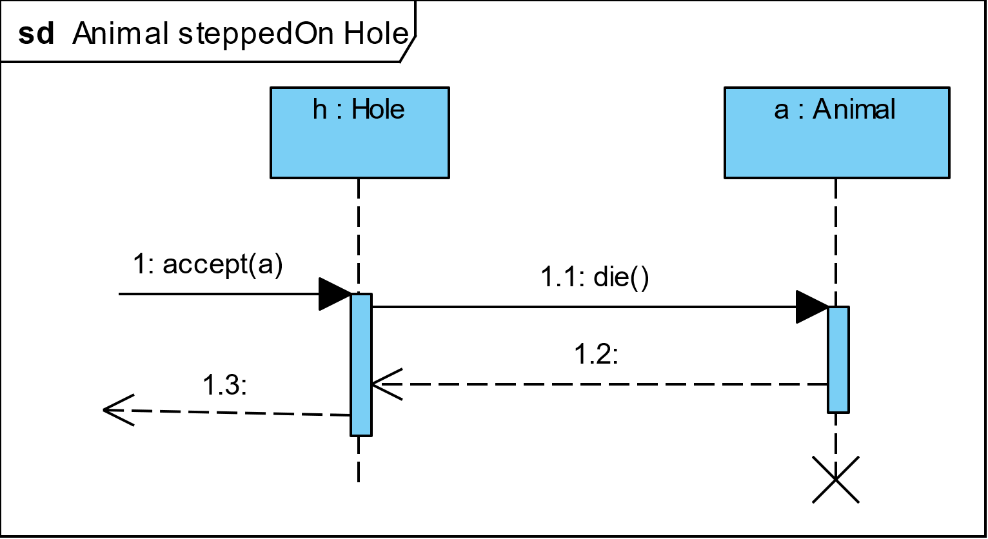 sd Animal steppedOn Hole
h : Hole
a : Animal
1: accept(a)
1.1: die()
1.2:
1.3: